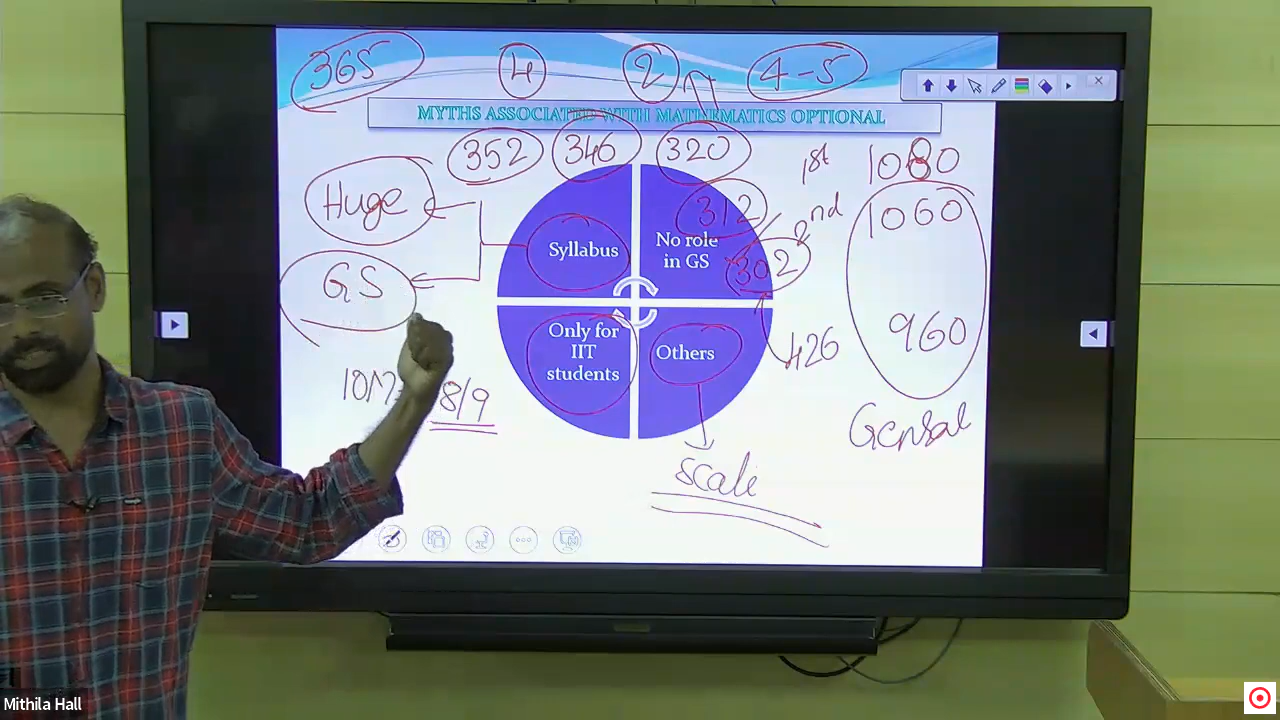 365 4 2 4-5
MYTHS ASSOCIATED WITH MATHEMATICS OPTIONAL
352 346 320 1st 1080
Huge 312 2nd 1060
Syllabus
No role
in GS
302
GS
Only for
IIT
students
Others
426 960
10M 8/9
Gensal
scale
Mithila Hall